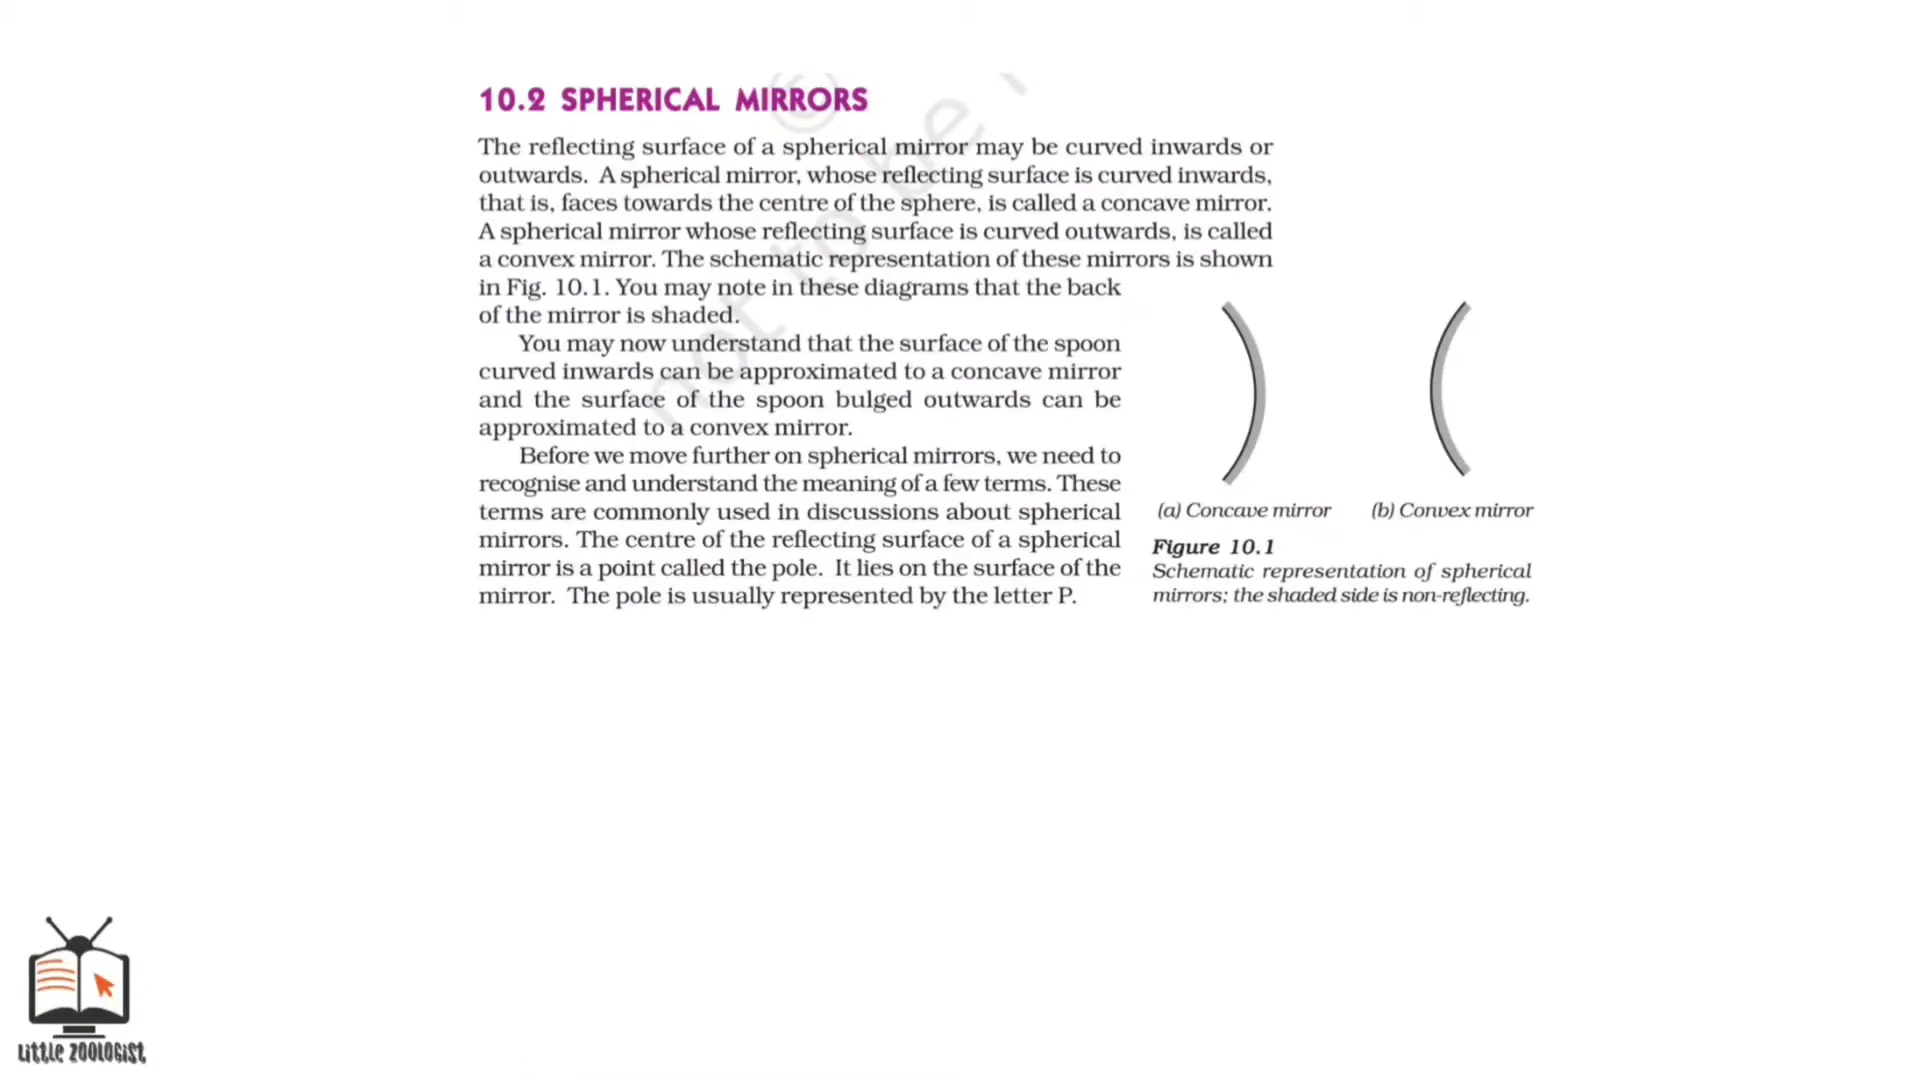 10.2 SPHERICAL MIRRORS
The reflecting surface of a spherical mirror may be curved inwards or
outwards. A spherical mirror, whose reflecting surface is curved inwards,
that is, faces towards the centre of the sphere, is called a concave mirror.
A spherical mirror whose reflecting surface is curved outwards, is called
a convex mirror. The schematic representation of these mirrors is shown
in Fig. 10.1. You may note in these diagrams that the back
of the mirror is shaded.
You may now understand that the surface of the spoon
curved inwards can be approximated to a concave mirror
and the surface of the spoon bulged outwards can be
approximated to a convex mirror.
Before we move further on spherical mirrors, we need to
recognise and understand the meaning of a few terms. These
terms are commonly used in discussions about spherical
mirrors. The centre of the reflecting surface of a spherical
mirror is a point called the pole. It lies on the surface of the
mirror. The pole is usually represented by the letter P.
(a) Concave mirror
(b) Convex mirror
Figure 10.1
Schematic representation of spherical
mirrors; the shaded side is non-reflecting.
©
not to be
LITTLE ZOOLOGIST